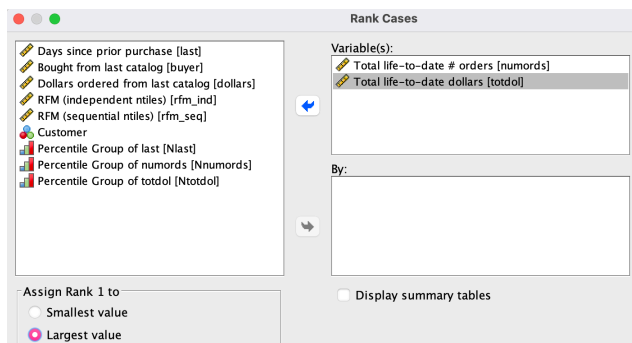 Rank Cases
Days since prior purchase [last]
Bought from last catalog [buyer]
Dollars ordered from last catalog [dollars]
RFM (independent ntiles) [rfm_ind]
RFM (sequential ntiles) [rfm_seq]
Customer
Percentile Group of last [Nlast]
Percentile Group of numords [Nnumords]
Percentile Group of totdol [Ntotdol]
Variable(s):
Total life-to-date # orders [numords]
Total life-to-date dollars [totdol]
By:
Assign Rank 1 to
Smallest value
Largest value
Display summary tables